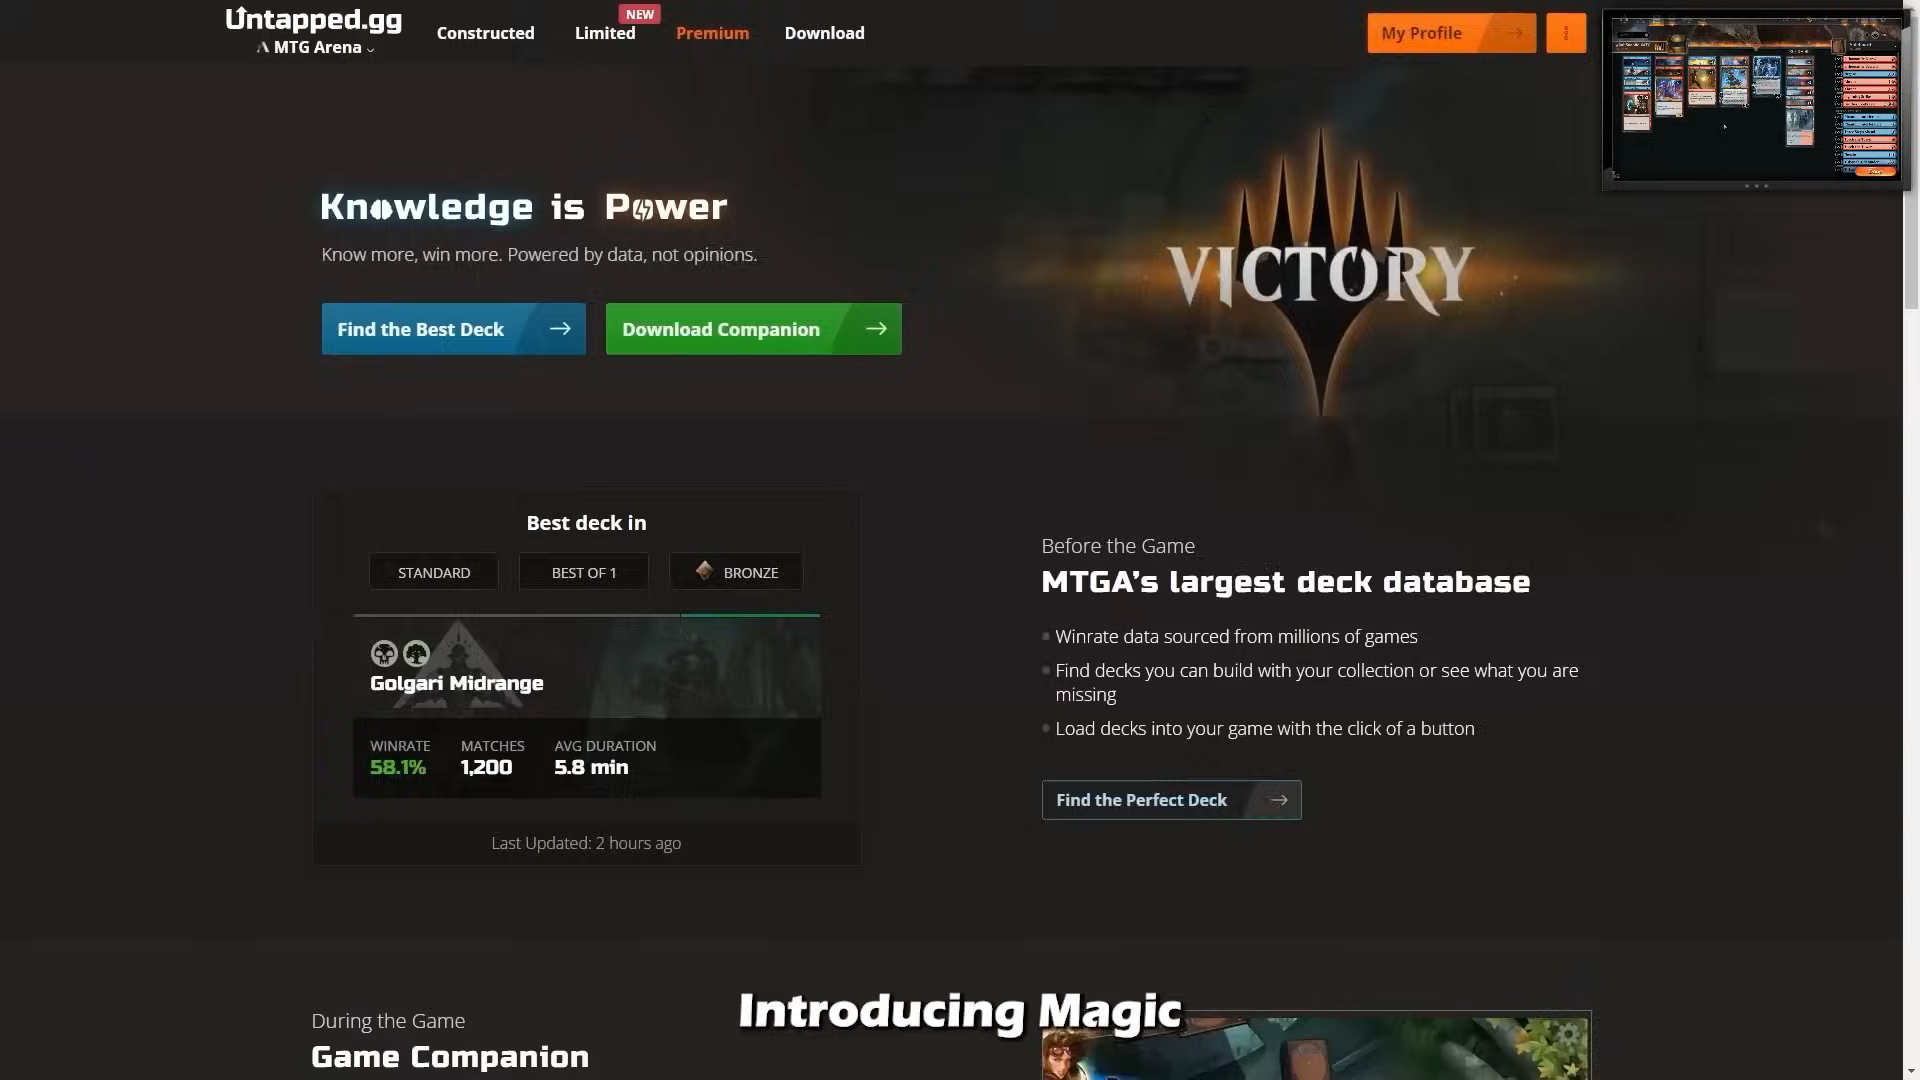 Untapped.gg
MTG Arena
Constructed
NEW
Limited
Premium
Download
My Profile
Knowledge is Power
Know more, win more. Powered by data, not opinions.
Find the Best Deck
Download Companion
VICTORY
Best deck in
STANDARD
BEST OF 1
BRONZE
Golgari Midrange
WINRATE
MATCHES
AVG DURATION
58.1%
1,200
5.8 min
Last Updated: 2 hours ago
Before the Game
MTGA’s largest deck database
Winrate data sourced from millions of games
Find decks you can build with your collection or see what you are
missing
Load decks into your game with the click of a button
Find the Perfect Deck
During the Game
Game Companion
Introducing Magic